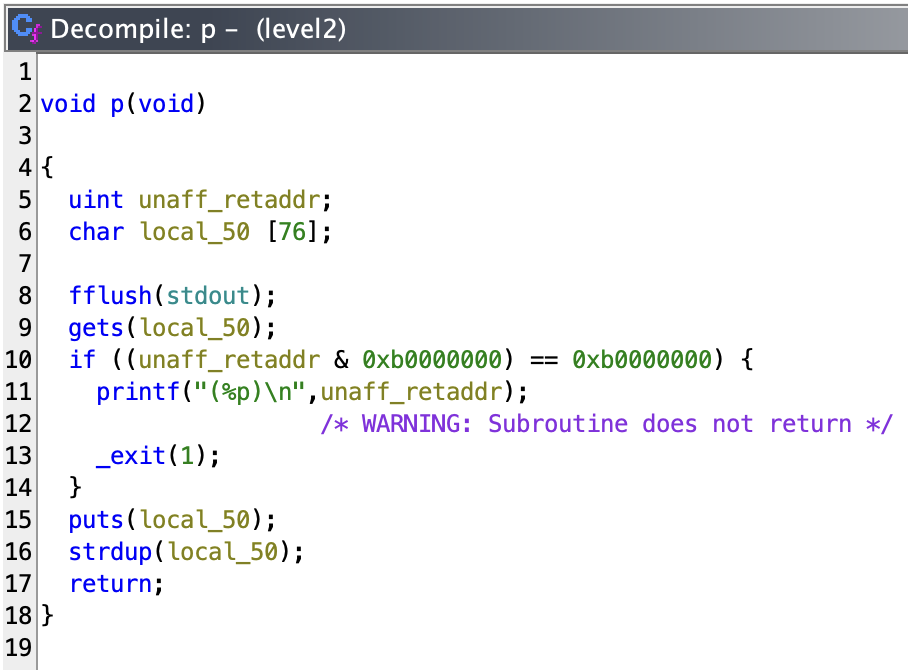 Decompile: p – (level2)
1
2 void p(void)
3
4 {
5 uint unaff_retaddr;
6 char local_50 [76];
7
8 fflush(stdout);
9 gets(local_50);
10 if ((unaff_retaddr & 0xb0000000) == 0xb0000000) {
11 printf("(%p)\n",unaff_retaddr);
12 /* WARNING: Subroutine does not return */
13 _exit(1);
14 }
15 puts(local_50);
16 strdup(local_50);
17 return;
18 }
19